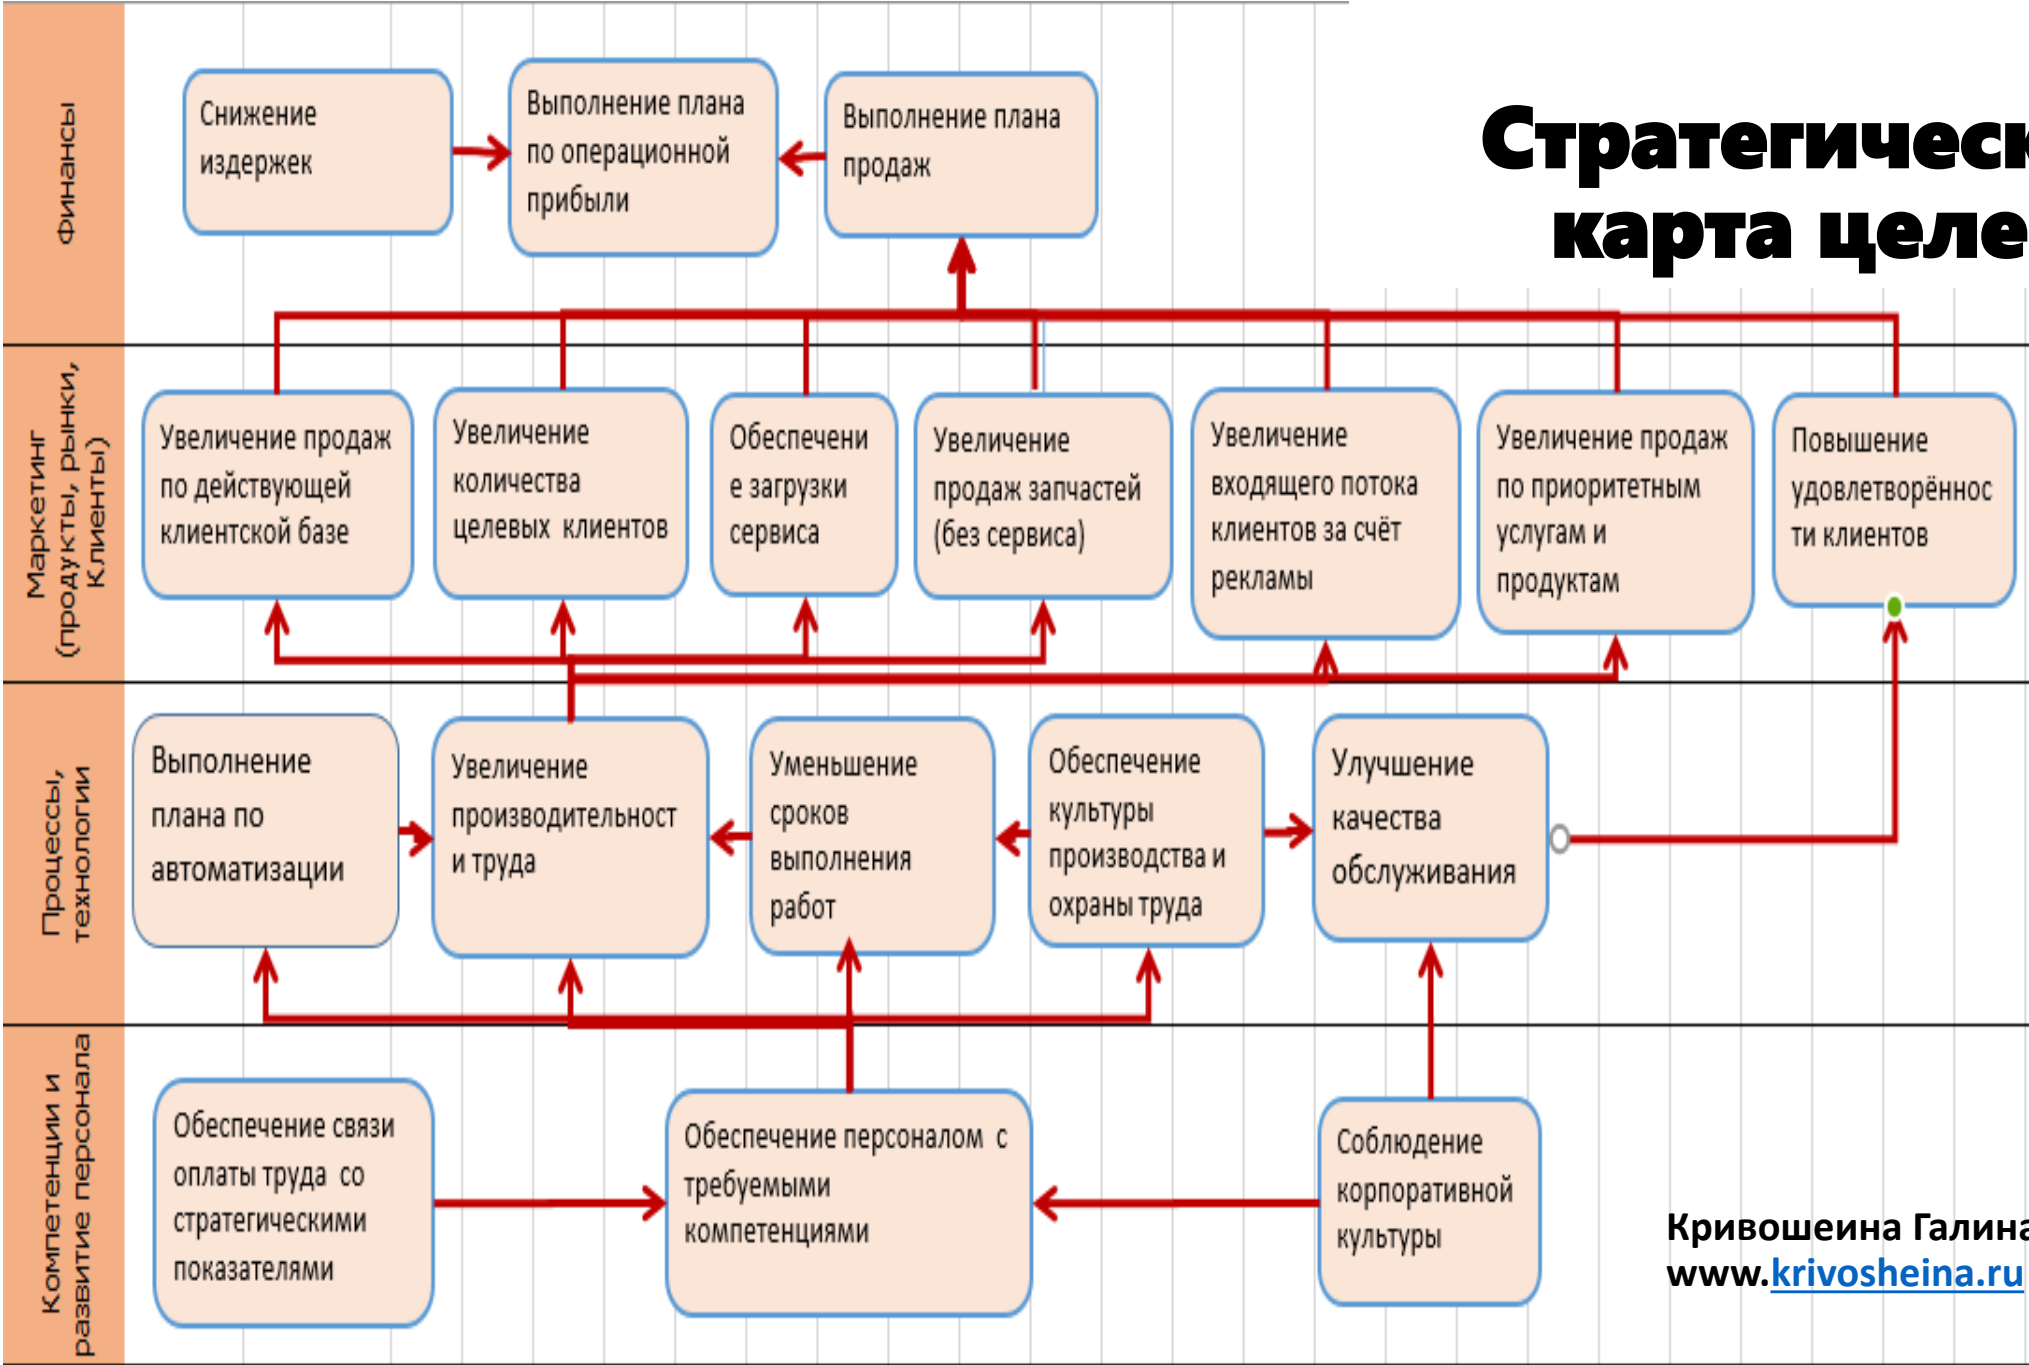 Финансы
Снижение
издержек
Выполнение плана
по операционной
прибыли
Выполнение плана
продаж
Стратегическ
карта целе
Маркетинг
(продукты, рынки,
Клиенты)
Увеличение продаж
по действующей
клиентской базе
Увеличение
количества
целевых клиентов
Обеспечени
е загрузки
сервиса
Увеличение
продаж запчастей
(без сервиса)
Увеличение
входящего потока
клиентов за счёт
рекламы
Увеличение продаж
по приоритетным
услугам и
продуктам
Повышение
удовлетворённос
ти клиентов
Процессы,
технологии
Выполнение
плана по
автоматизации
Увеличение
производительност
и труда
Уменьшение
сроков
выполнения
работ
Обеспечение
культуры
производства и
охраны труда
Улучшение
качества
обслуживания
Компетенции и
развитие персонала
Обеспечение связи
оплаты труда со
стратегическими
показателями
Обеспечение персоналом с
требуемыми
компетенциями
Соблюдение
корпоративной
культуры
Кривошеина Галина
www.krivosheina.ru